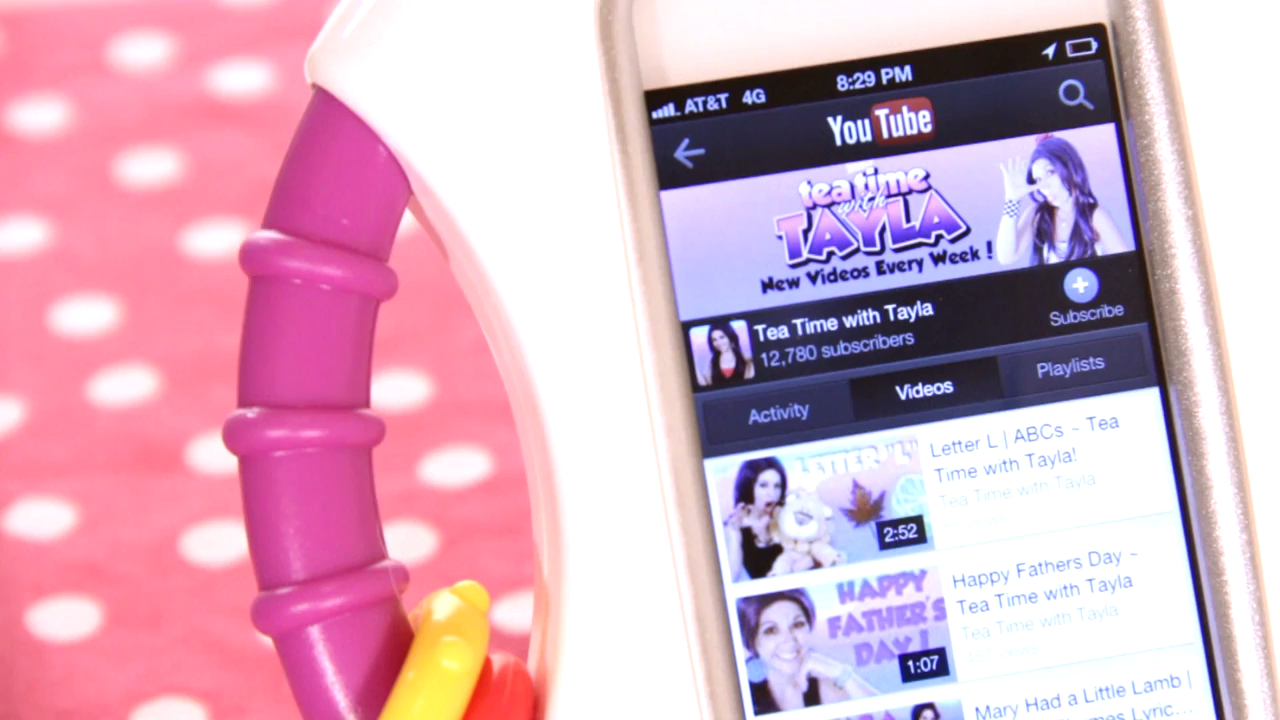 AT&T 4G 8:29 PM
YouTube
tea time
with
TAYLA
New Videos Every Week!
Tea Time with Tayla
12,780 subscribers
Subscribe
Activity Videos Playlists
LETTER "L"
2:52
Letter L | ABCs ~ Tea
Time with Tayla!
Tea Time with Tayla
HAPPY
FATHER'S
DAY!
1:07
Happy Fathers Day ~
Tea Time with Tayla
Tea Time with Tayla
Mary Had a Little Lamb |
Lyric...